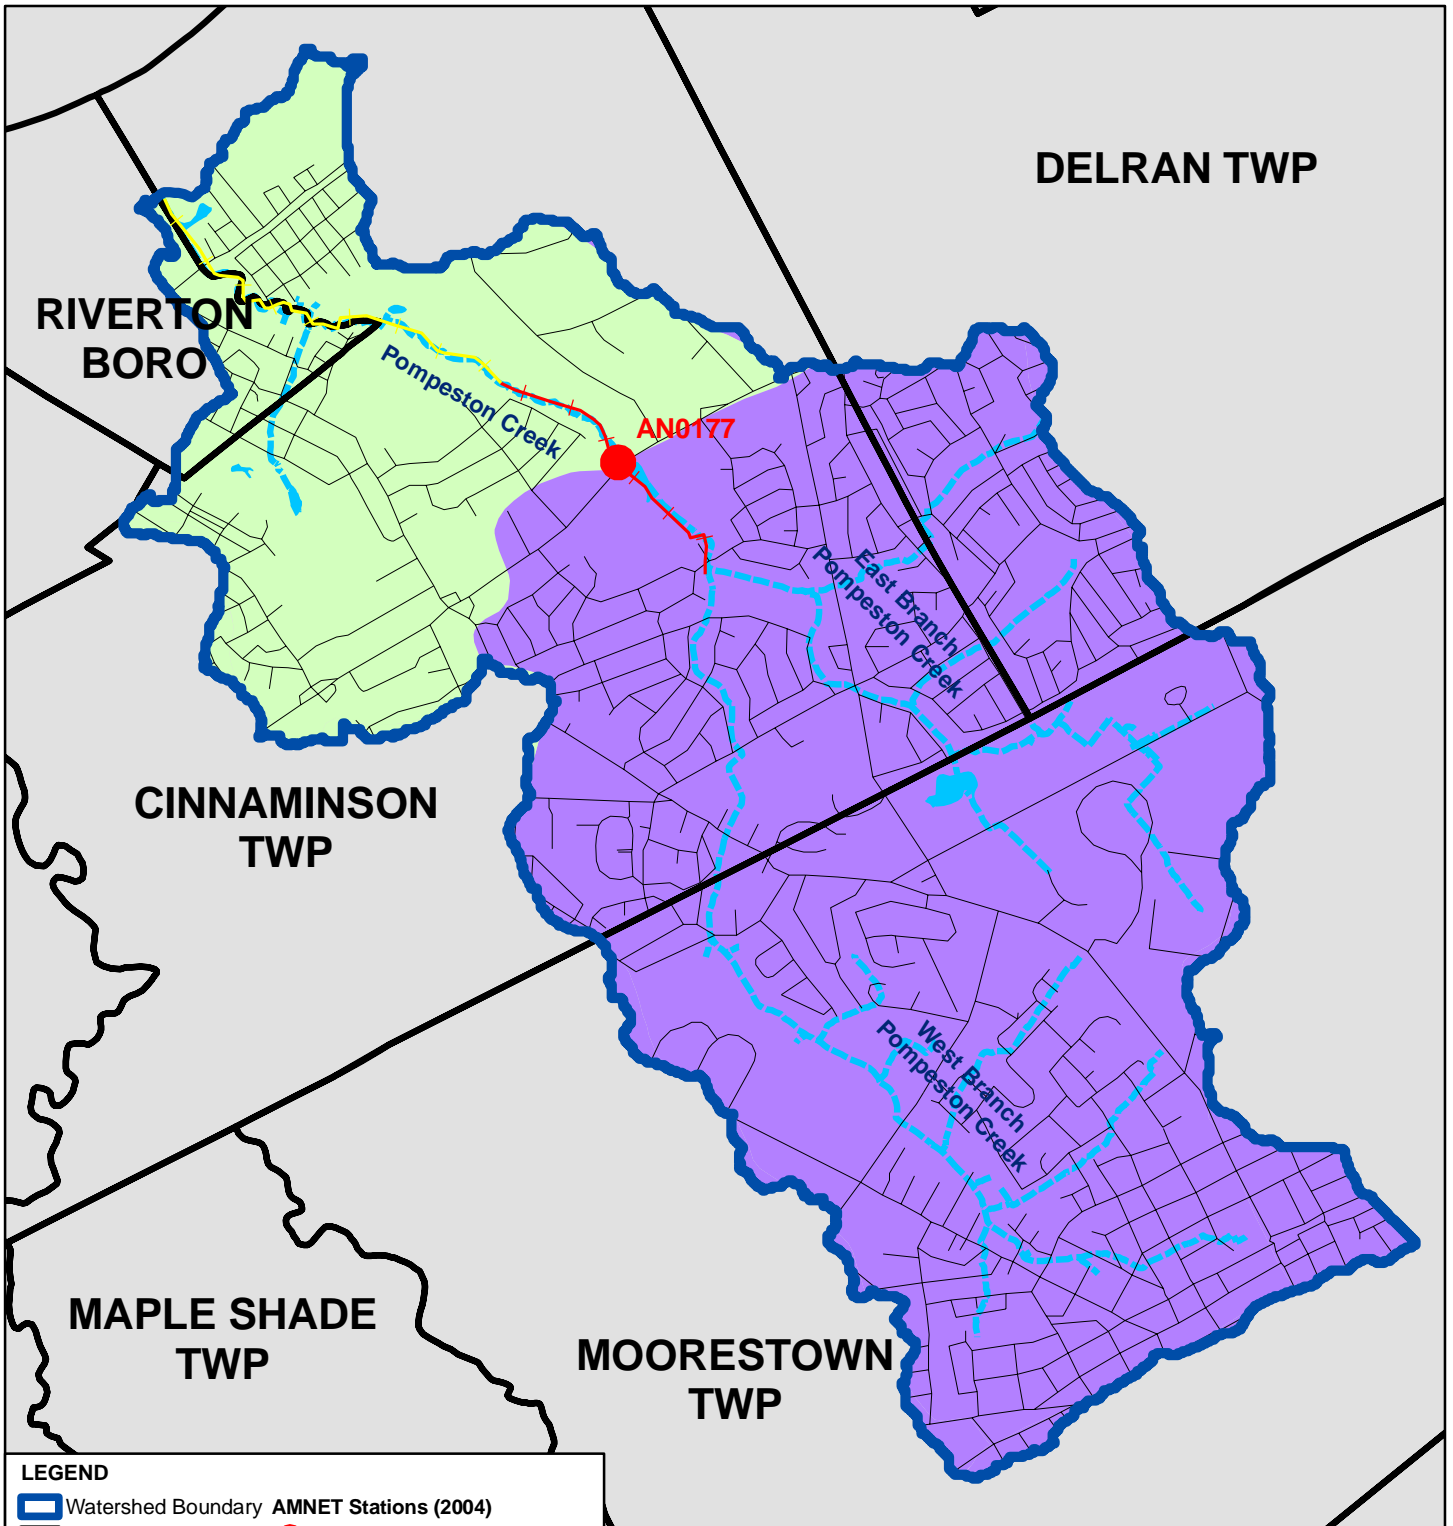 DELRAN TWP
RIVERTON
BORO
Pompeston Creek
AN0177
East Branch
Pompeston Creek
CINNAMINSON
TWP
West Branch
Pompeston Creek
MAPLE SHADE
TWP
MOORESTOWN
TWP
LEGEND
Watershed Boundary AMNET Stations (2004)